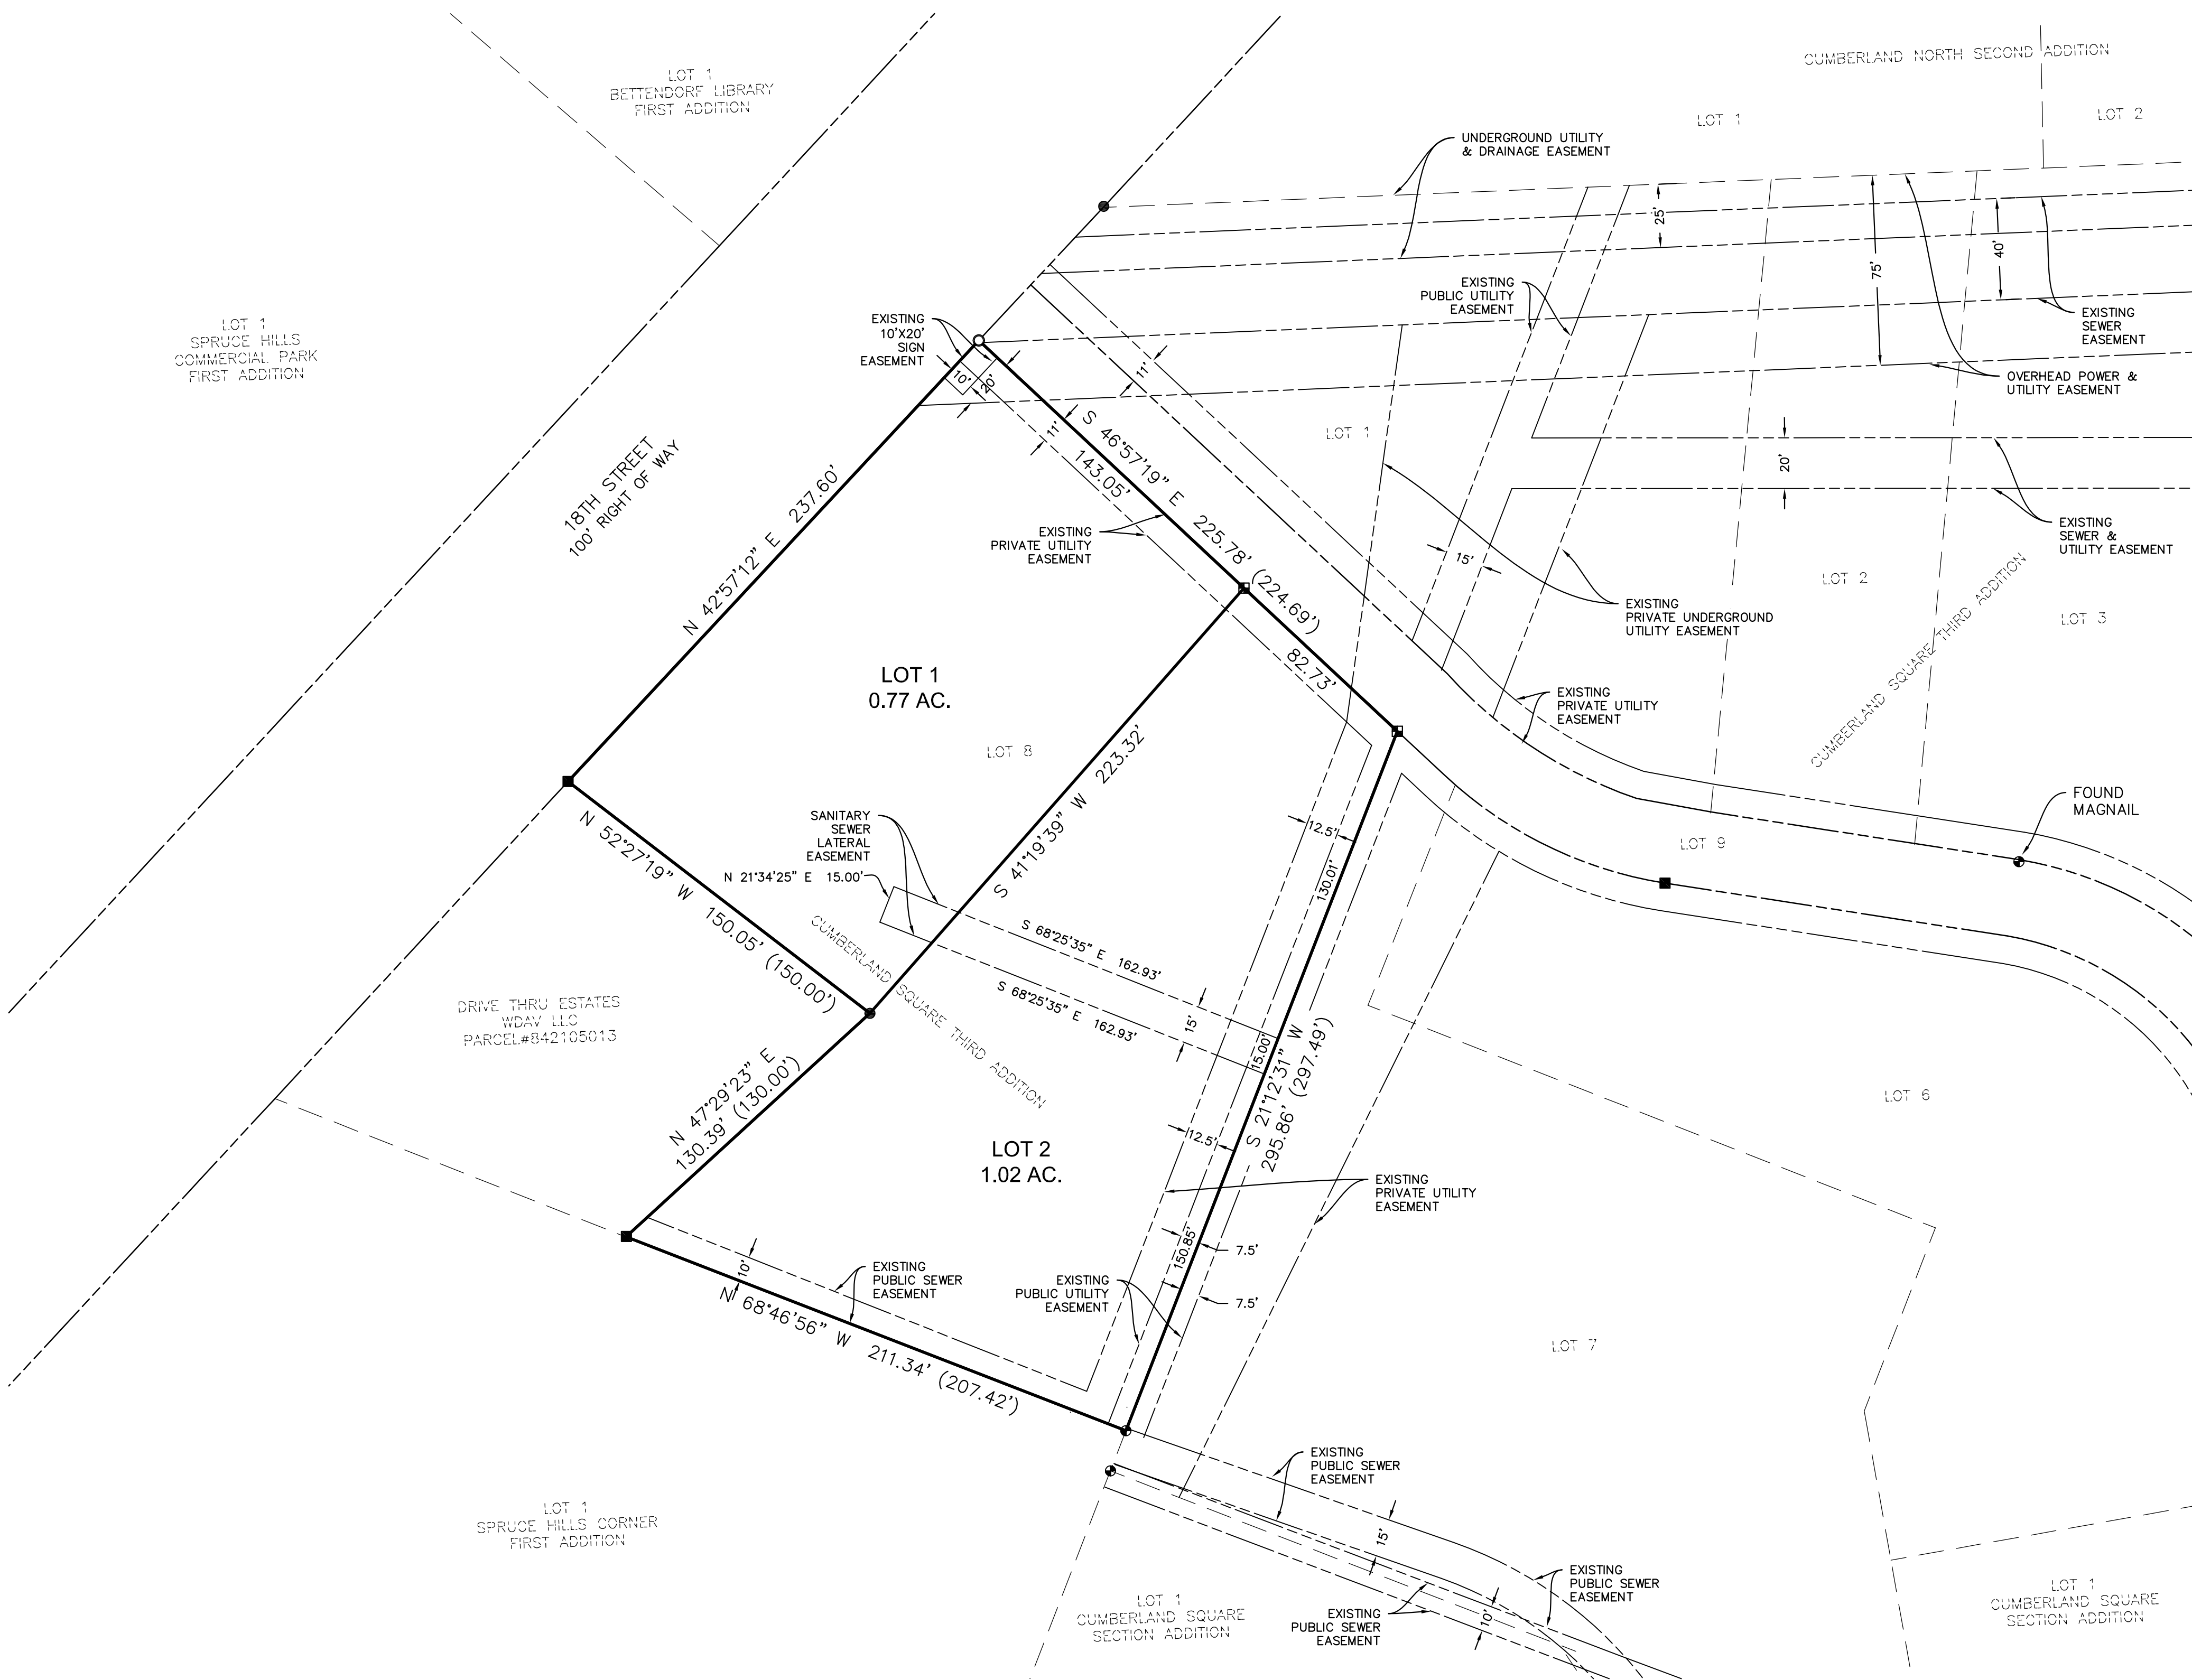 LOT 1
BETTENDORF LIBRARY
FIRST ADDITION
CUMBERLAND NORTH SECOND ADDITION
LOT 1
LOT 2
UNDERGROUND UTILITY
& DRAINAGE EASEMENT
25'
75'
40'
EXISTING
PUBLIC UTILITY
EASEMENT
EXISTING
SEWER
EASEMENT
OVERHEAD POWER &
UTILITY EASEMENT
LOT 1
SPRUCE HILLS
COMMERCIAL PARK
FIRST ADDITION
EXISTING
10'X20'
SIGN
EASEMENT
10'
20'
11'
11'
LOT 1
20'
EXISTING
SEWER &
UTILITY EASEMENT
18TH STREET
100' RIGHT OF WAY
N 42°57'12" E 237.60'
S 46°57'19" E 225.78' (224.69')
143.05'
82.73'
EXISTING
PRIVATE UTILITY
EASEMENT
15'
EXISTING
PRIVATE UNDERGROUND
UTILITY EASEMENT
LOT 2
LOT 3
CUMBERLAND SQUARE THIRD ADDITION
EXISTING
PRIVATE UTILITY
EASEMENT
LOT 1
0.77 AC.
LOT 8
S 41°19'39" W 223.32'
N 52°27'19" W 150.05' (150.00')
SANITARY
SEWER
LATERAL
EASEMENT
N 21°34'25" E 15.00'
12.5'
130.01'
FOUND
MAGNAIL
LOT 9
S 68°25'35" E 162.93'
S 68°25'35" E 162.93'
CUMBERLAND SQUARE THIRD ADDITION
15'
15.00'
S 21°12'31" W
295.86' (297.49')
DRIVE THRU ESTATES
WDAV LLC
PARCEL#842105013
N 47°29'23" E
130.39' (130.00')
LOT 2
1.02 AC.
12.5'
LOT 6
EXISTING
PRIVATE UTILITY
EASEMENT
150.85'
7.5'
7.5'
10'
EXISTING
PUBLIC SEWER
EASEMENT
EXISTING
PUBLIC UTILITY
EASEMENT
N 68°46'56" W 211.34' (207.42')
LOT 7
LOT 1
SPRUCE HILLS CORNER
FIRST ADDITION
EXISTING
PUBLIC SEWER
EASEMENT
15'
EXISTING
PUBLIC SEWER
EASEMENT
10'
EXISTING
PUBLIC SEWER
EASEMENT
LOT 1
CUMBERLAND SQUARE
SECTION ADDITION
LOT 1
CUMBERLAND SQUARE
SECTION ADDITION